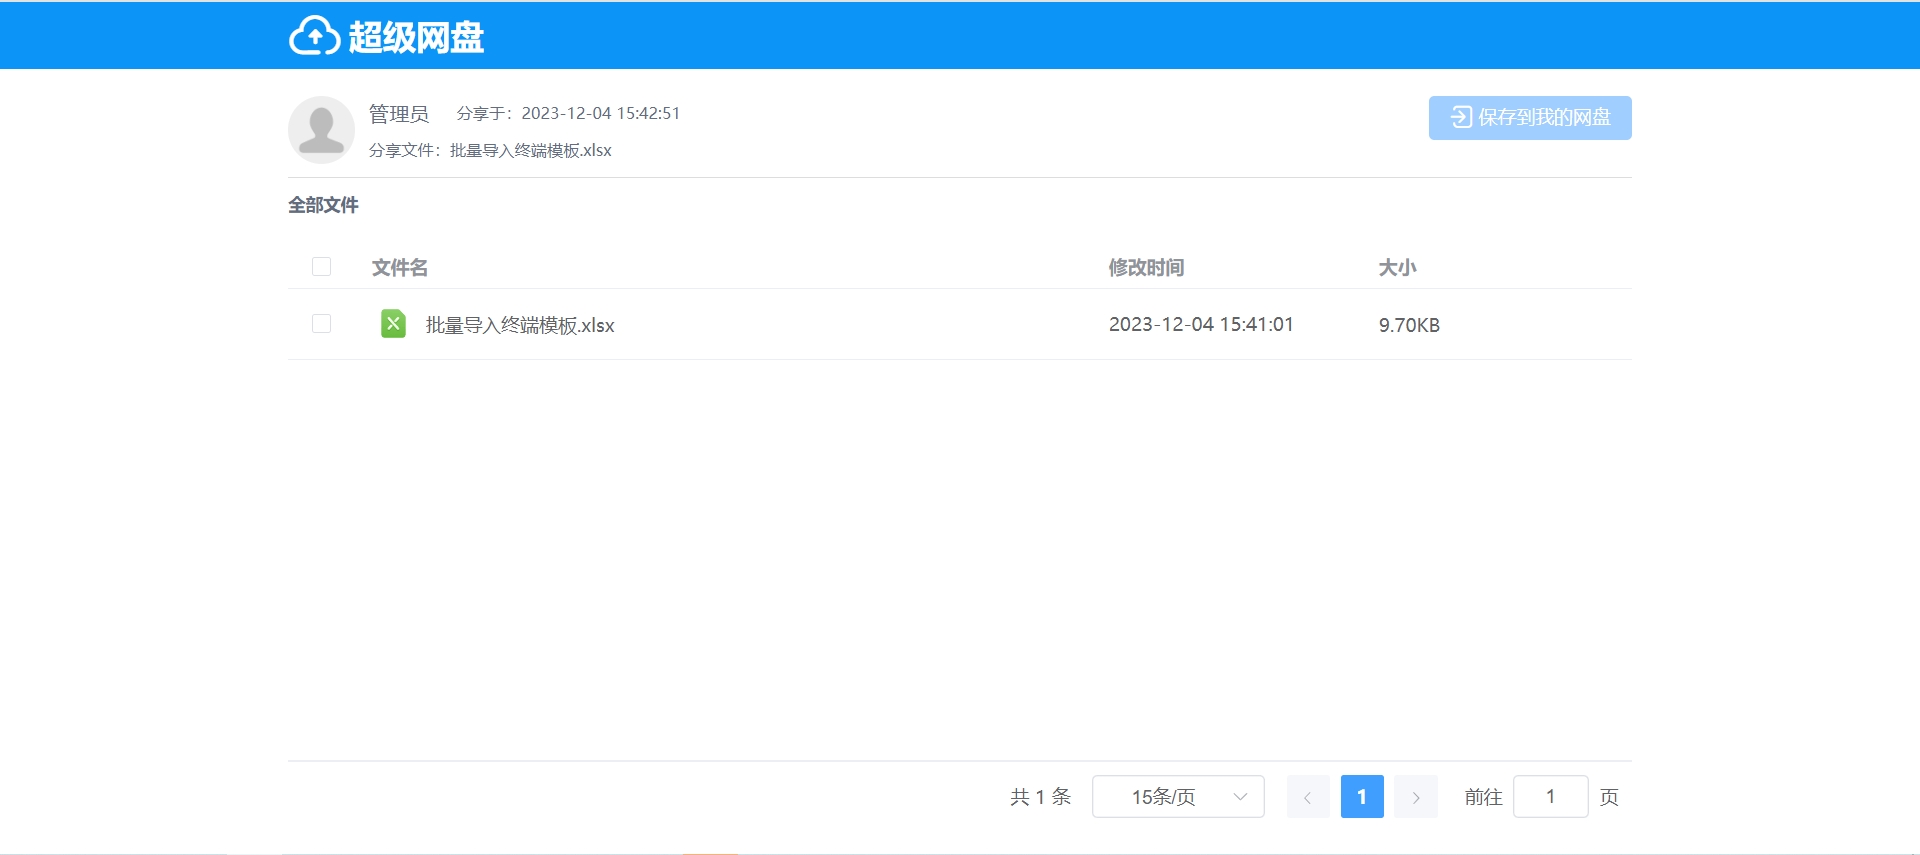 超级网盘
管理员 分享于：2023-12-04 15:42:51
保存到我的网盘
分享文件：批量导入终端模板.xlsx
全部文件
文件名 修改时间 大小
批量导入终端模板.xlsx 2023-12-04 15:41:01 9.70KB
共 1 条 15条/页 1 前往 1 页